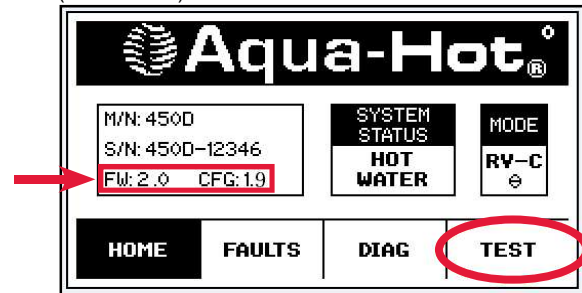 Aqua-Hot®
M/N: 450D
S/N: 450D-12346
FW: 2.0 CFG: 1.9
SYSTEM
STATUS
HOT
WATER
MODE
RV-C
HOME FAULTS DIAG TEST